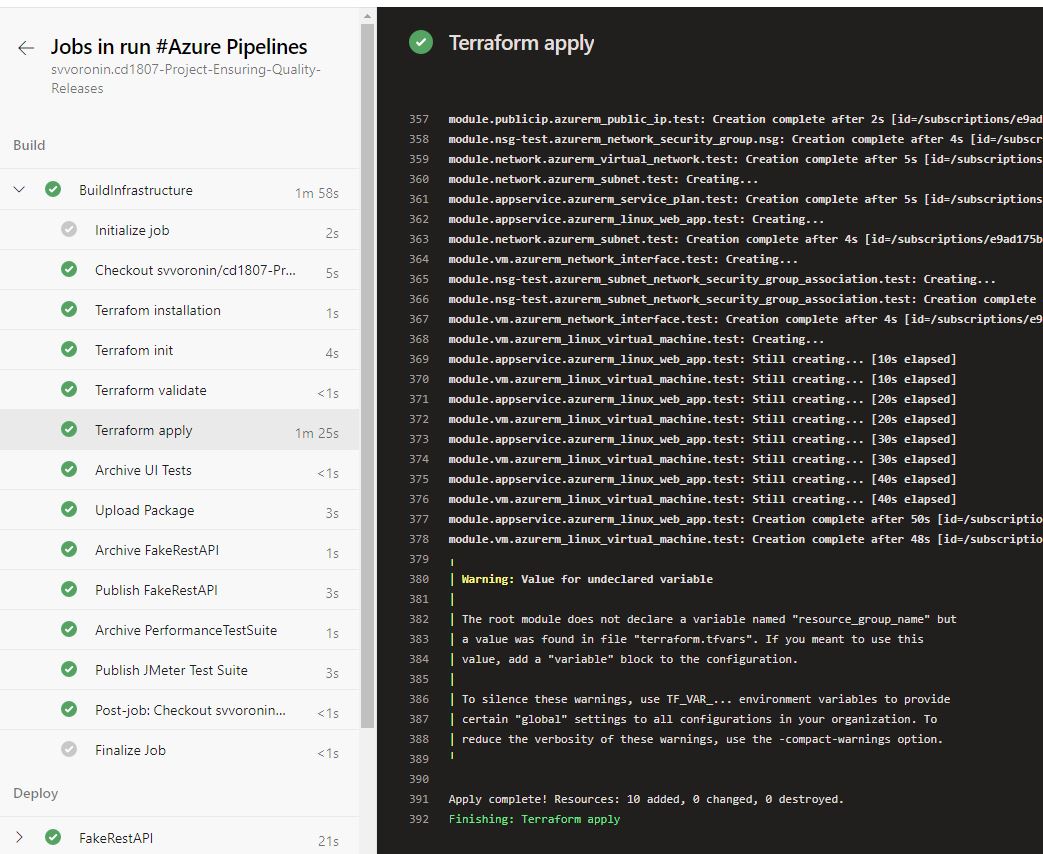 Jobs in run #Azure Pipelines
svvoronin.cd1807-Project-Ensuring-Quality-
Releases
Build
BuildInfrastructure 1m 58s
Initialize job 2s
Checkout svvoronin/cd1807-Pr... 5s
Terrafom installation 1s
Terrafom init 4s
Terraform validate <1s
Terraform apply 1m 25s
Archive UI Tests <1s
Upload Package 3s
Archive FakeRestAPI 1s
Publish FakeRestAPI 3s
Archive PerformanceTestSuite 1s
Publish JMeter Test Suite 3s
Post-job: Checkout svvoronin... <1s
Finalize Job <1s
Deploy
FakeRestAPI 21s
Terraform apply
357 module.publicip.azurerm_public_ip.test: Creation complete after 2s [id=/subscriptions/e9ad
358 module.nsg-test.azurerm_network_security_group.nsg: Creation complete after 4s [id=/subscr
359 module.network.azurerm_virtual_network.test: Creation complete after 5s [id=/subscriptions
360 module.network.azurerm_subnet.test: Creating...
361 module.appservice.azurerm_service_plan.test: Creation complete after 5s [id=/subscriptions
362 module.appservice.azurerm_linux_web_app.test: Creating...
363 module.network.azurerm_subnet.test: Creation complete after 4s [id=/subscriptions/e9ad175b
364 module.vm.azurerm_network_interface.test: Creating...
365 module.nsg-test.azurerm_subnet_network_security_group_association.test: Creating...
366 module.nsg-test.azurerm_subnet_network_security_group_association.test: Creation complete
367 module.vm.azurerm_network_interface.test: Creation complete after 4s [id=/subscriptions/e9
368 module.vm.azurerm_linux_virtual_machine.test: Creating...
369 module.appservice.azurerm_linux_web_app.test: Still creating... [10s elapsed]
370 module.vm.azurerm_linux_virtual_machine.test: Still creating... [10s elapsed]
371 module.appservice.azurerm_linux_web_app.test: Still creating... [20s elapsed]
372 module.vm.azurerm_linux_virtual_machine.test: Still creating... [20s elapsed]
373 module.appservice.azurerm_linux_web_app.test: Still creating... [30s elapsed]
374 module.vm.azurerm_linux_virtual_machine.test: Still creating... [30s elapsed]
375 module.appservice.azurerm_linux_web_app.test: Still creating... [40s elapsed]
376 module.vm.azurerm_linux_virtual_machine.test: Still creating... [40s elapsed]
377 module.appservice.azurerm_linux_web_app.test: Creation complete after 50s [id=/subscriptio
378 module.vm.azurerm_linux_virtual_machine.test: Creation complete after 48s [id=/subscriptio
379 ╷
380 │ Warning: Value for undeclared variable
381 │
382 │ The root module does not declare a variable named "resource_group_name" but
383 │ a value was found in file "terraform.tfvars". If you meant to use this
384 │ value, add a "variable" block to the configuration.
385 │
386 │ To silence these warnings, use TF_VAR_... environment variables to provide
387 │ certain "global" settings to all configurations in your organization. To
388 │ reduce the verbosity of these warnings, use the -compact-warnings option.
389 ╵
390
391 Apply complete! Resources: 10 added, 0 changed, 0 destroyed.
392 Finishing: Terraform apply